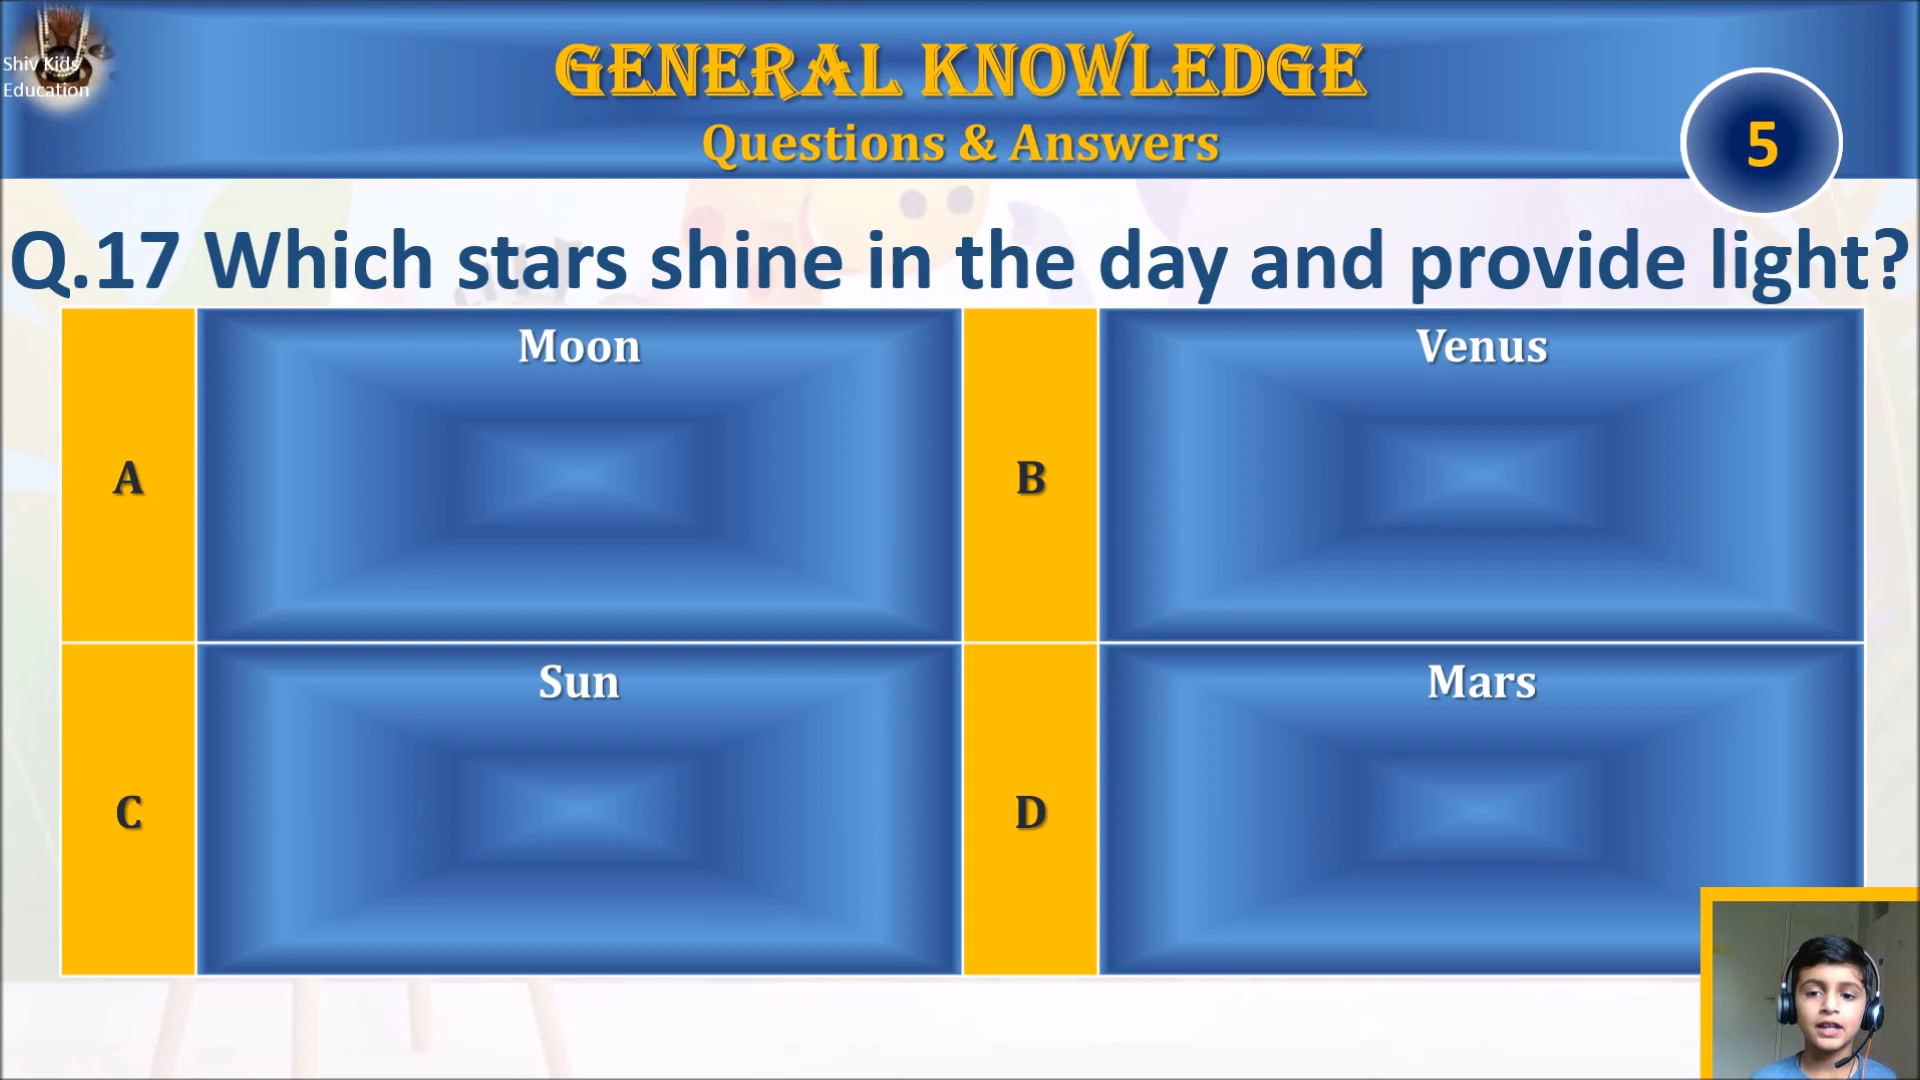 Shiv Kids
Education
GENERAL KNOWLEDGE
Questions & Answers
5
Q.17 Which stars shine in the day and provide light?
A
Moon
B
Venus
C
Sun
D
Mars